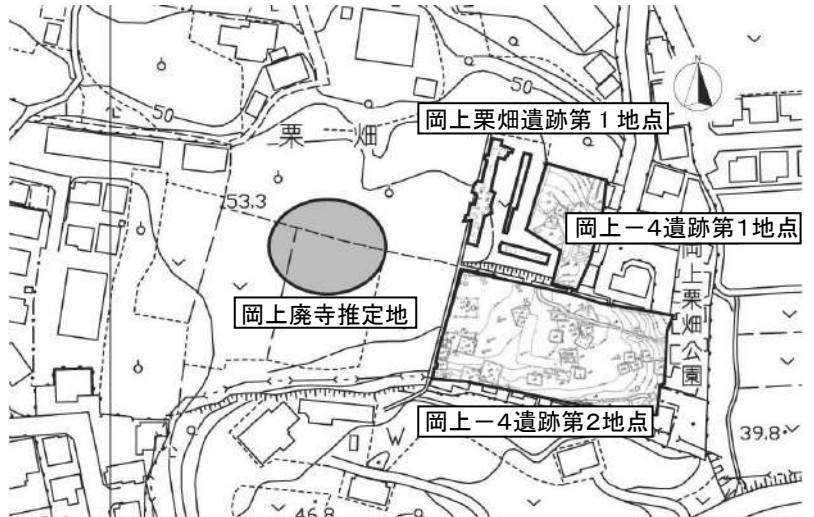 50
50
N
岡上栗畑遺跡第1地点
栗畑
53.3
岡上-4遺跡第1地点
岡上廃寺推定地
岡上栗畑公園
岡上-4遺跡第2地点
39.8
W
46.8